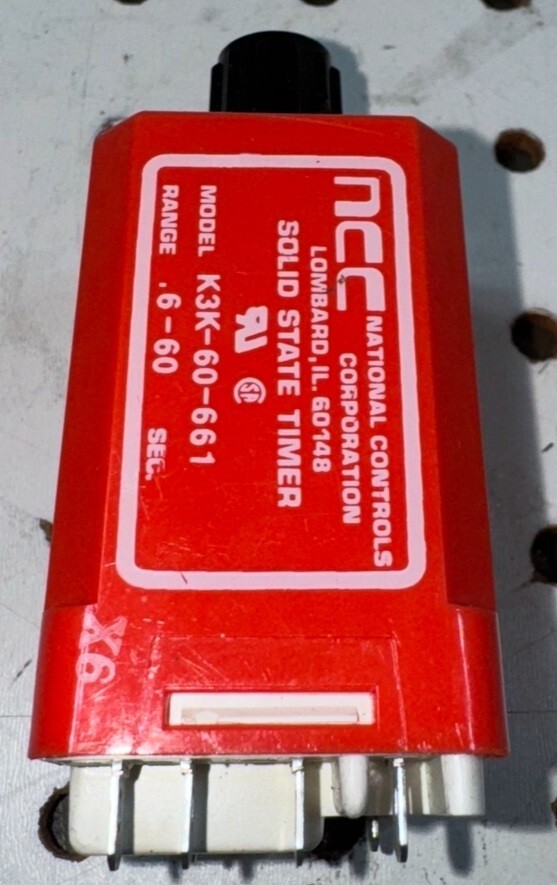 ncc NATIONAL CONTROLS
CORPORATION
LOMBARD, IL. 60148
SOLID STATE TIMER
MODEL K3K-60-661
RANGE .6-60 SEC.
X6